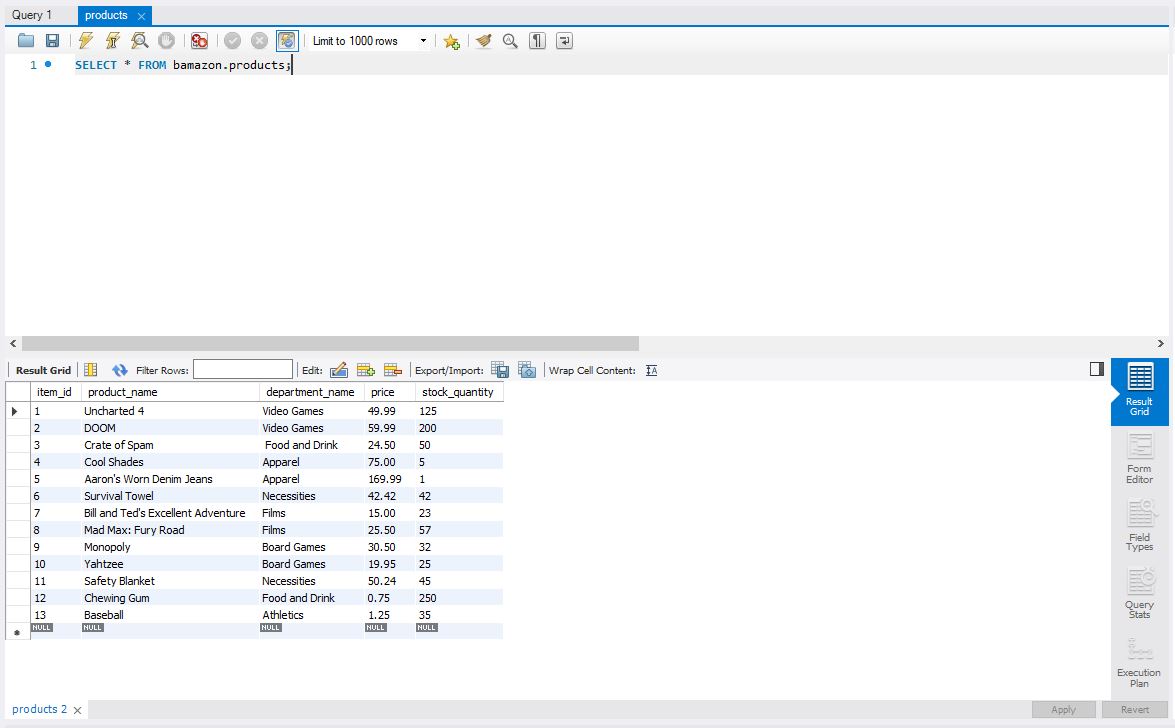 Query 1 products
Limit to 1000 rows
1 SELECT * FROM bamazon.products;
Result Grid Filter Rows: Edit: Export/Import: Wrap Cell Content:
item_id product_name department_name price stock_quantity
1 Uncharted 4 Video Games 49.99 125
2 DOOM Video Games 59.99 200
3 Crate of Spam Food and Drink 24.50 50
4 Cool Shades Apparel 75.00 5
5 Aaron's Worn Denim Jeans Apparel 169.99 1
6 Survival Towel Necessities 42.42 42
7 Bill and Ted's Excellent Adventure Films 15.00 23
8 Mad Max: Fury Road Films 25.50 57
9 Monopoly Board Games 30.50 32
10 Yahtzee Board Games 19.95 25
11 Safety Blanket Necessities 50.24 45
12 Chewing Gum Food and Drink 0.75 250
13 Baseball Athletics 1.25 35
NULL NULL NULL NULL NULL
Result
Grid
Form
Editor
Field
Types
Query
Stats
Execution
Plan
products 2 Apply Revert